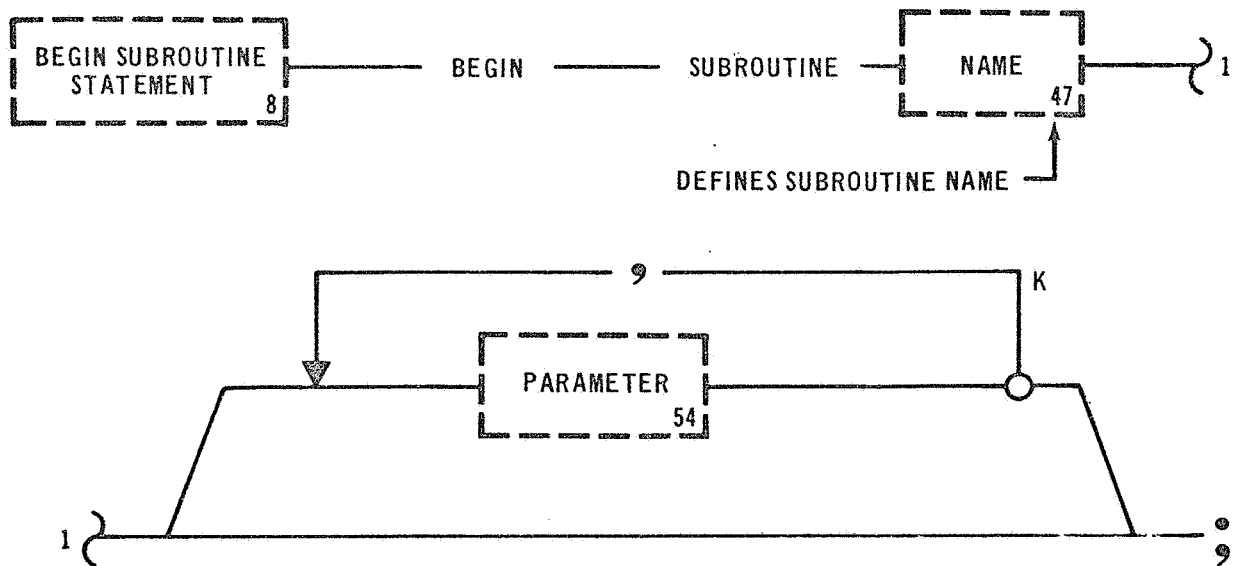 BEGIN SUBROUTINE
STATEMENT
8
BEGIN
SUBROUTINE
NAME
47
1
DEFINES SUBROUTINE NAME
,
K
PARAMETER
54
1
;